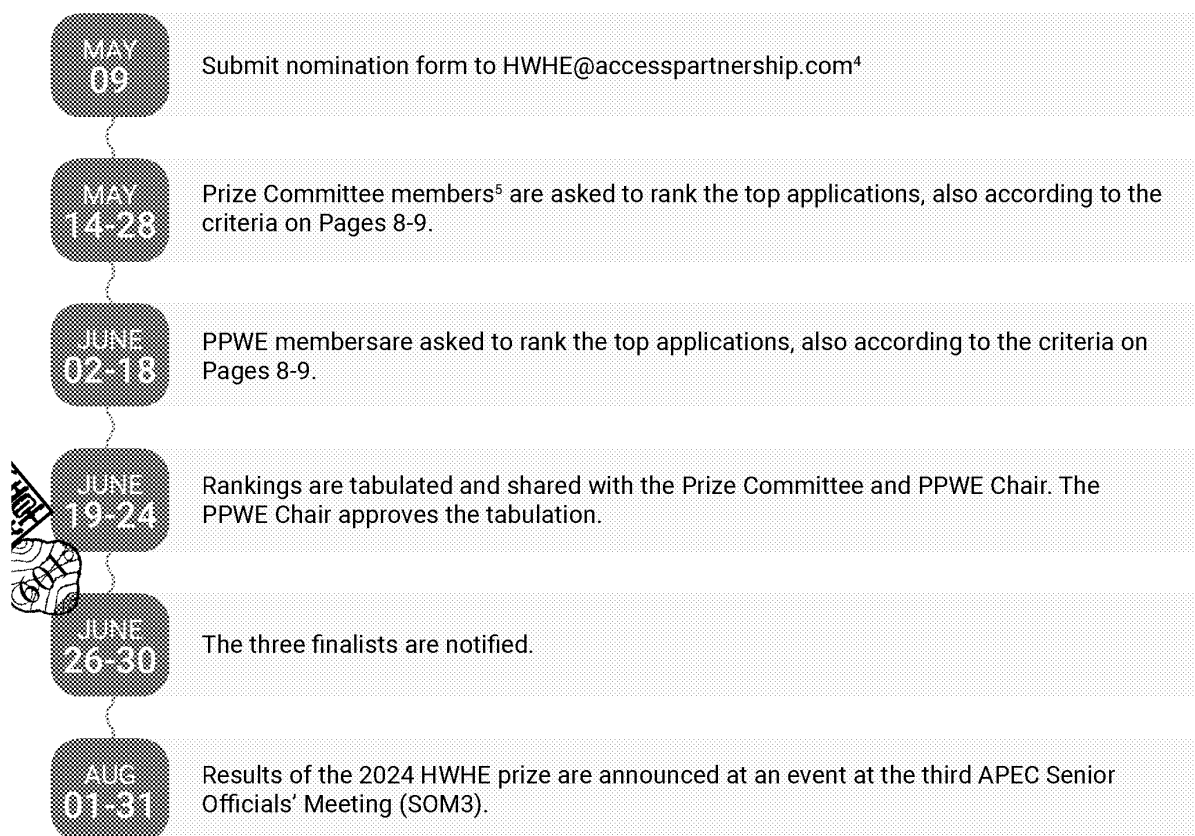 MAY
09
Submit nomination form to HWHE@accesspartnership.com⁴
MAY
14-28
Prize Committee members⁵ are asked to rank the top applications, also according to the
criteria on Pages 8-9.
JUNE
02-18
PPWE membersare asked to rank the top applications, also according to the criteria on
Pages 8-9.
JUNE
19-24
Rankings are tabulated and shared with the Prize Committee and PPWE Chair. The
PPWE Chair approves the tabulation.
JUNE
26-30
The three finalists are notified.
AUG
01-31
Results of the 2024 HWHE prize are announced at an event at the third APEC Senior
Officials’ Meeting (SOM3).